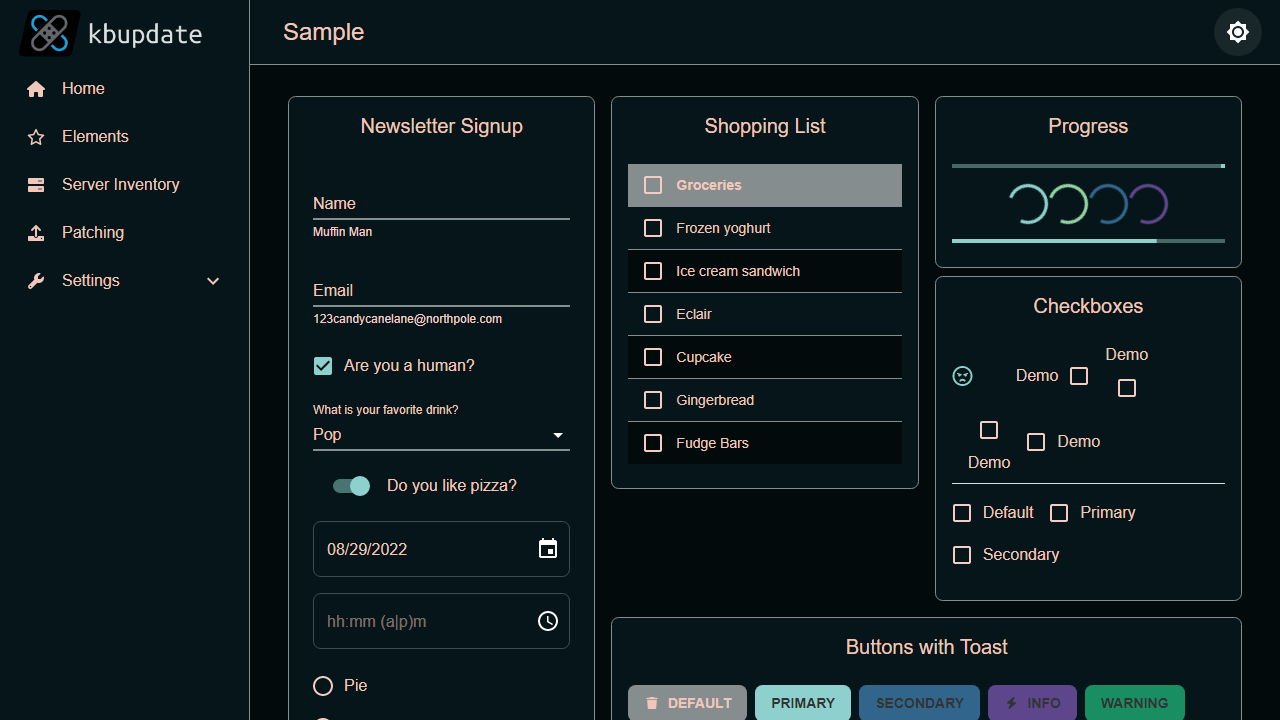 kbupdate
Home
Elements
Server Inventory
Patching
Settings
Sample
Newsletter Signup
Name
Muffin Man
Email
123candycanelane@northpole.com
Are you a human?
What is your favorite drink?
Pop
Do you like pizza?
08/29/2022
hh:mm (a|p)m
Pie
Shopping List
Groceries
Frozen yoghurt
Ice cream sandwich
Eclair
Cupcake
Gingerbread
Fudge Bars
Progress
Checkboxes
Demo
Demo
Demo
Demo
Default Primary
Secondary
Buttons with Toast
DEFAULT PRIMARY SECONDARY INFO WARNING